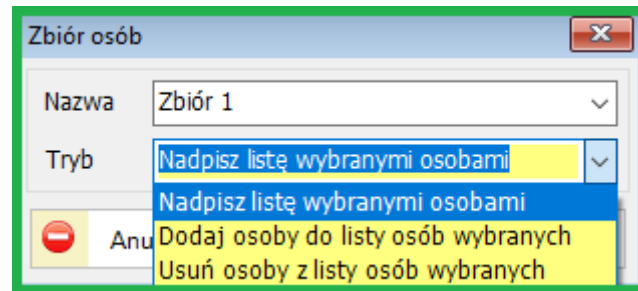 Zbiór osób
Nazwa Zbiór 1
Tryb Nadpisz listę wybranymi osobami
Nadpisz listę wybranymi osobami
Anu Dodaj osoby do listy osób wybranych
Usuń osoby z listy osób wybranych